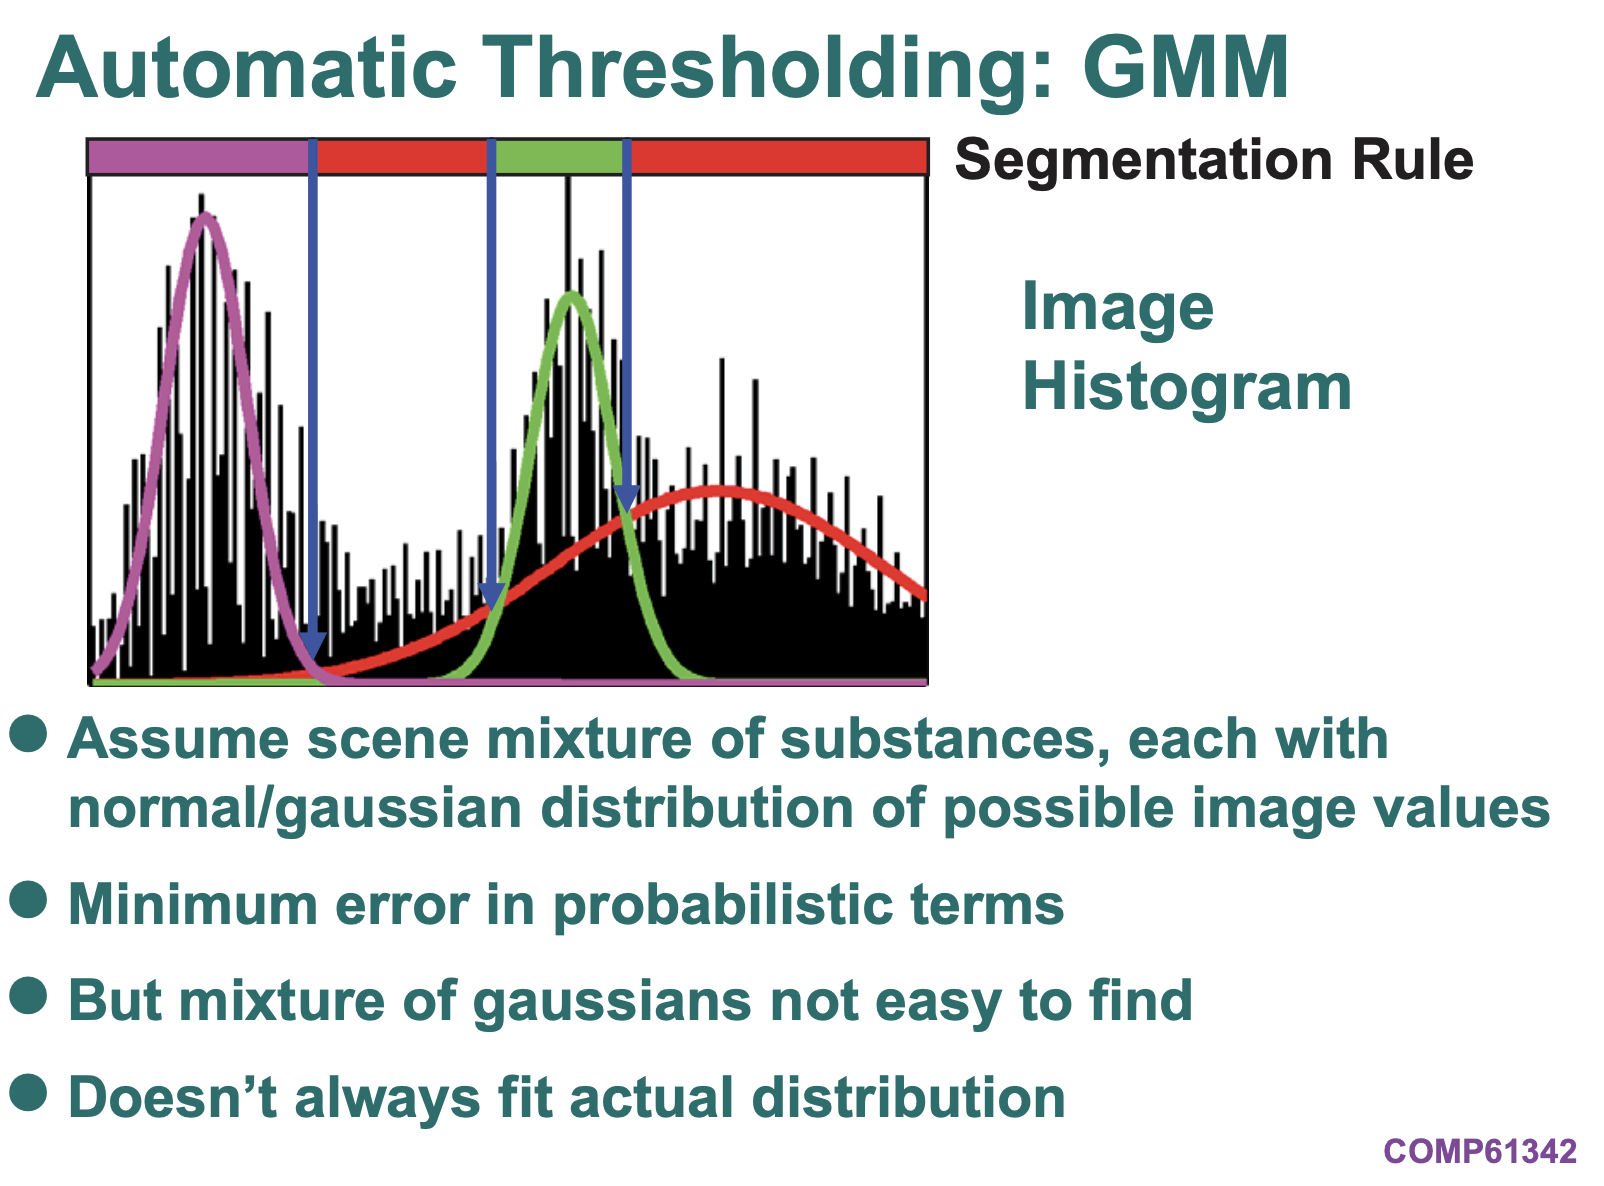 Automatic Thresholding: GMM
Segmentation Rule
Image
Histogram
● Assume scene mixture of substances, each with
normal/gaussian distribution of possible image values
● Minimum error in probabilistic terms
● But mixture of gaussians not easy to find
● Doesn’t always fit actual distribution
COMP61342